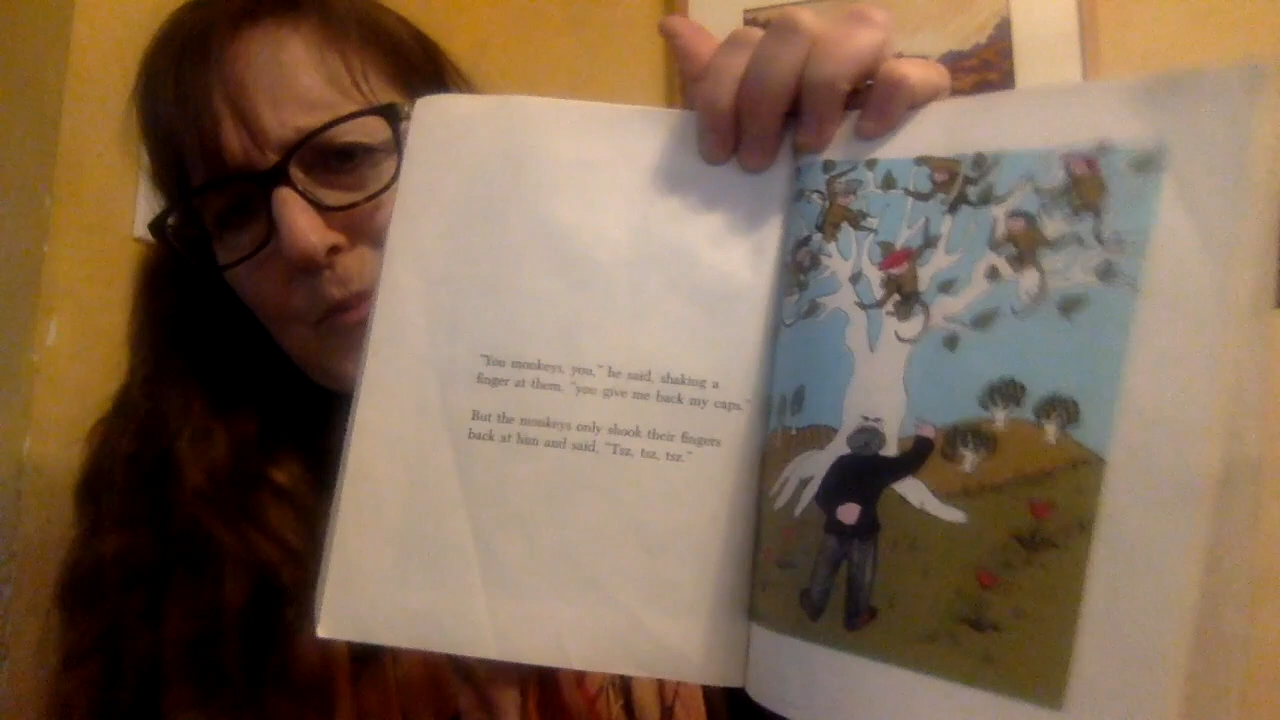 "You monkeys, you," he said, shaking a
finger at them. "you give me back my caps."
But the monkeys only shook their fingers
back at him and said, "Tsz, tsz, tsz."